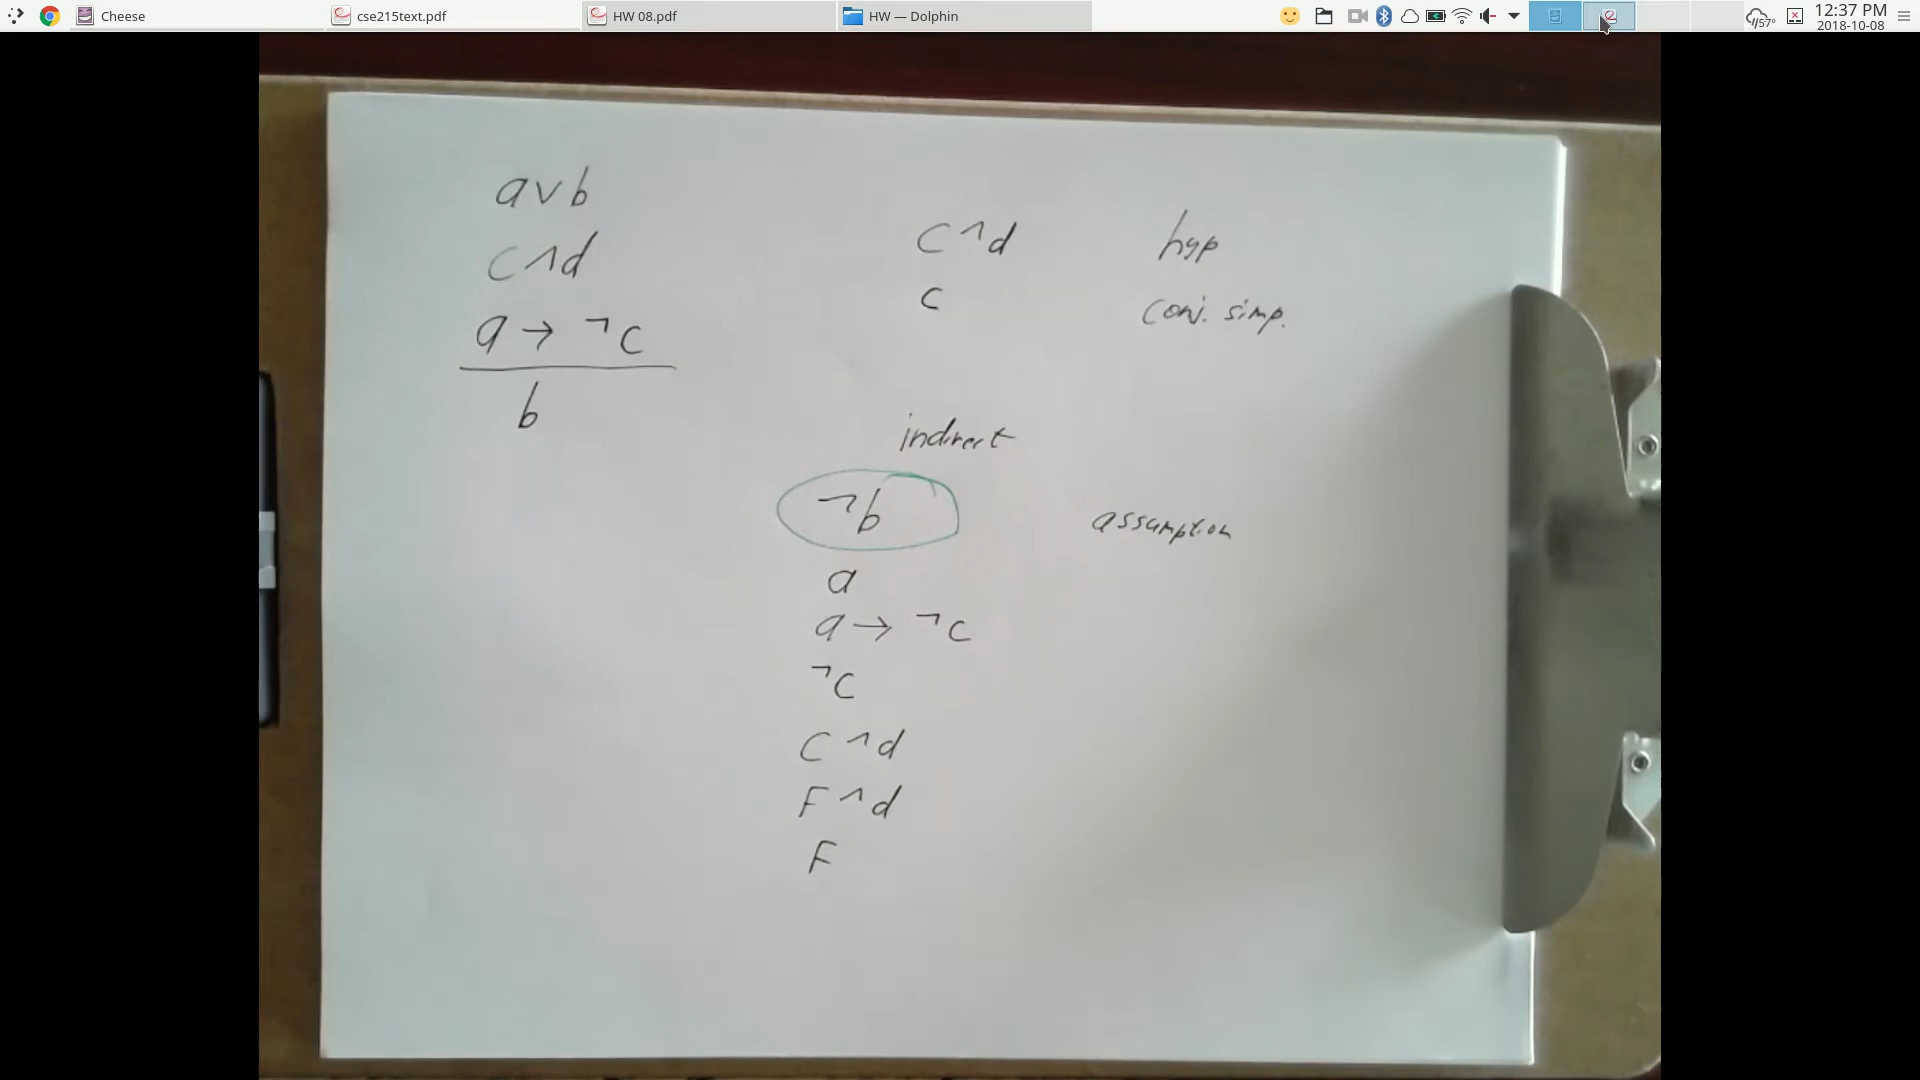 Cheese cse215text.pdf HW 08.pdf HW — Dolphin 57° 12:37 PM
2018-10-08
a∨b
c∧d
a→¬c
b
c∧d hyp
c conj. simp.
indirect
¬b assumption
a
a→¬c
¬c
c∧d
F∧d
F